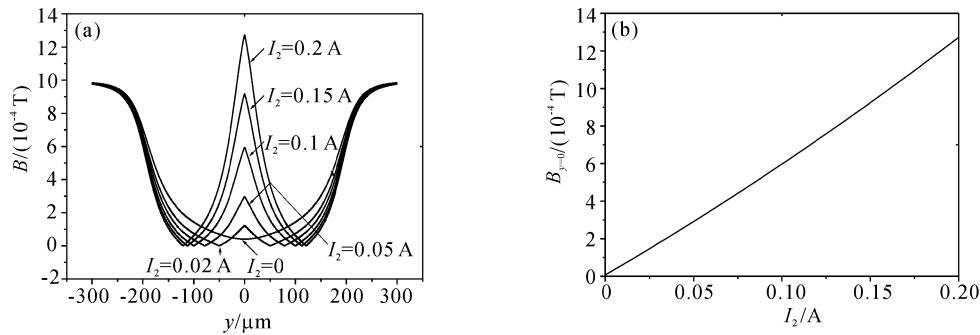 (a)
14
12
10
8
6
4
2
0
-2
B/(10⁻⁴ T)
I₂=0.2 A
I₂=0.15 A
I₂=0.1 A
I₂=0.05 A
I₂=0.02 A
I₂=0
-300 -200 -100 0 100 200 300
y/μm
(b)
14
12
10
8
6
4
2
0
B_{y=0}/(10⁻⁴ T)
0 0.05 0.10 0.15 0.20
I₂/A